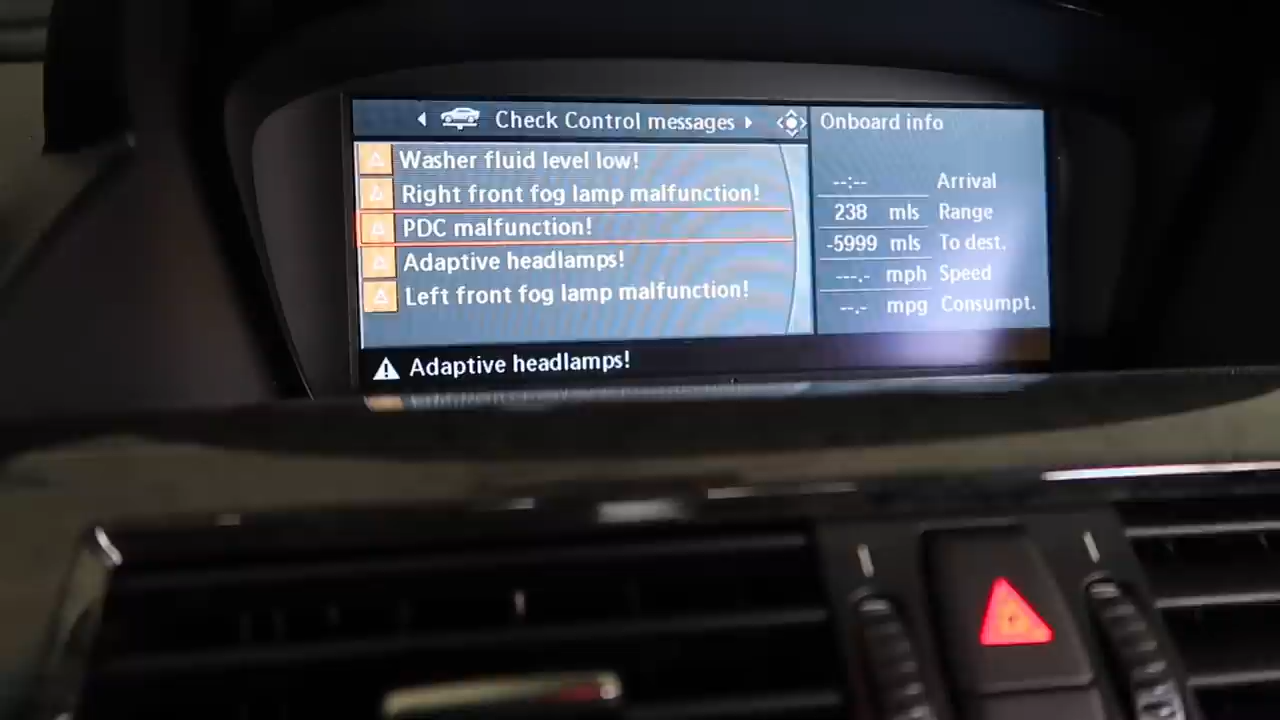 Check Control messages
Washer fluid level low!
Right front fog lamp malfunction!
PDC malfunction!
Adaptive headlamps!
Left front fog lamp malfunction!
Adaptive headlamps!
Onboard info
--:-- Arrival
238 mls Range
-5999 mls To dest.
---.- mph Speed
--.- mpg Consumpt.